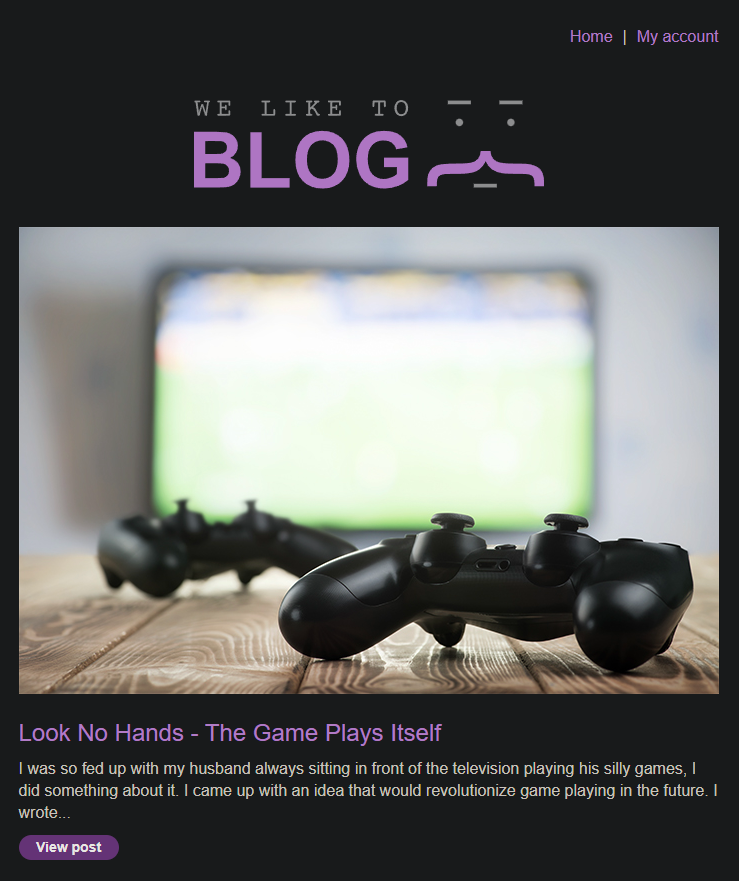 Home | My account
WE LIKE TO
BLOG
Look No Hands - The Game Plays Itself
I was so fed up with my husband always sitting in front of the television playing his silly games, I
did something about it. I came up with an idea that would revolutionize game playing in the future. I
wrote...
View post